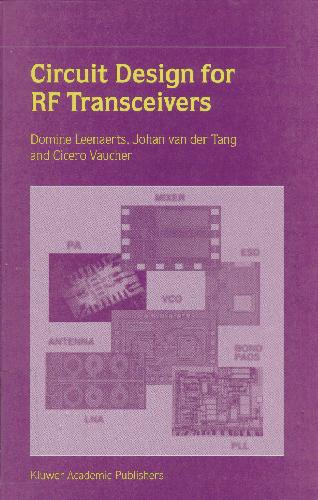 Circuit Design for
RF Transceivers
Domine Leenaerts, Johan van der Tang
and Cicero Vaucher
MIXER
PA
ESD
VCO
ANTENNA
BOND
PADS
LNA
PLL
Kluwer Academic Publishers